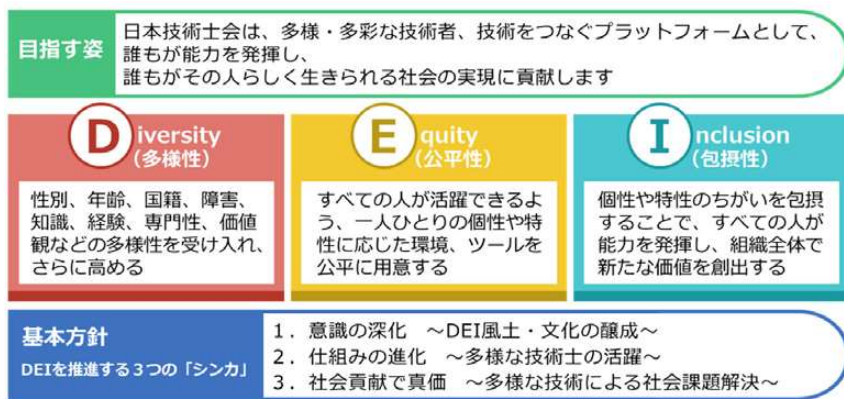 目指す姿
日本技術士会は、多様・多彩な技術者、技術をつなぐプラットフォームとして、
誰もが能力を発揮し、
誰もがその人らしく生きられる社会の実現に貢献します
Diversity
(多様性)
性別、年齢、国籍、障害、
知識、経験、専門性、価値
観などの多様性を受け入れ、
さらに高める
Equity
(公平性)
すべての人が活躍できるよ
う、一人ひとりの個性や特
性に応じた環境、ツールを
公平に用意する
Inclusion
(包摂性)
個性や特性のちがいを包摂
することで、すべての人が
能力を発揮し、組織全体で
新たな価値を創出する
基本方針
DEIを推進する３つの「シンカ」
１．意識の深化　～DEI風土・文化の醸成～
２．仕組みの進化　～多様な技術士の活躍～
３．社会貢献で真価　～多様な技術による社会課題解決～